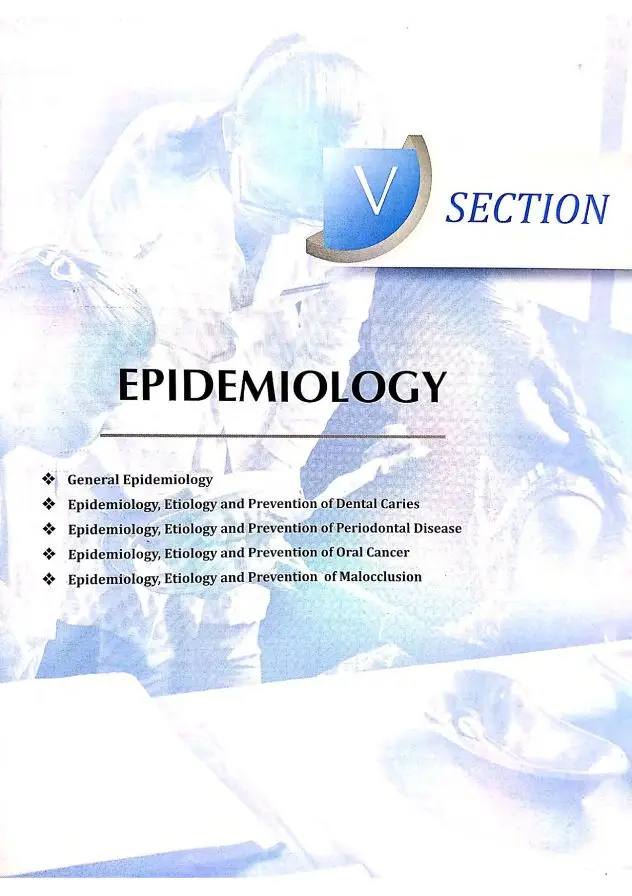 V
SECTION
EPIDEMIOLOGY
❖ General Epidemiology
❖ Epidemiology, Etiology and Prevention of Dental Caries
❖ Epidemiology, Etiology and Prevention of Periodontal Disease
❖ Epidemiology, Etiology and Prevention of Oral Cancer
❖ Epidemiology, Etiology and Prevention of Malocclusion